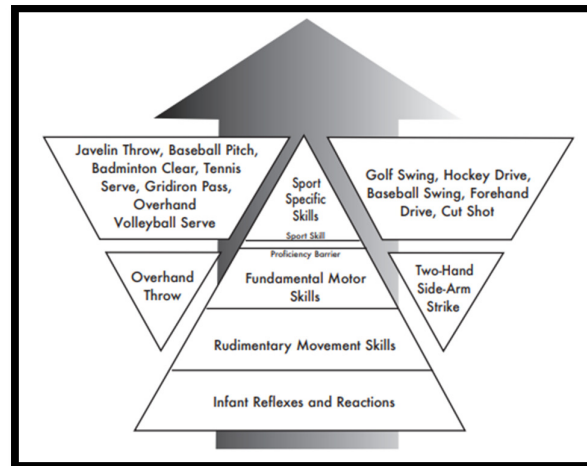 Javelin Throw, Baseball Pitch,
Badminton Clear, Tennis
Serve, Gridiron Pass,
Overhand
Volleyball Serve
Golf Swing, Hockey Drive,
Baseball Swing, Forehand
Drive, Cut Shot
Sport
Specific
Skills
Sport Skill
Proficiency Barrier
Overhand
Throw
Fundamental Motor
Skills
Two-Hand
Side-Arm
Strike
Rudimentary Movement Skills
Infant Reflexes and Reactions